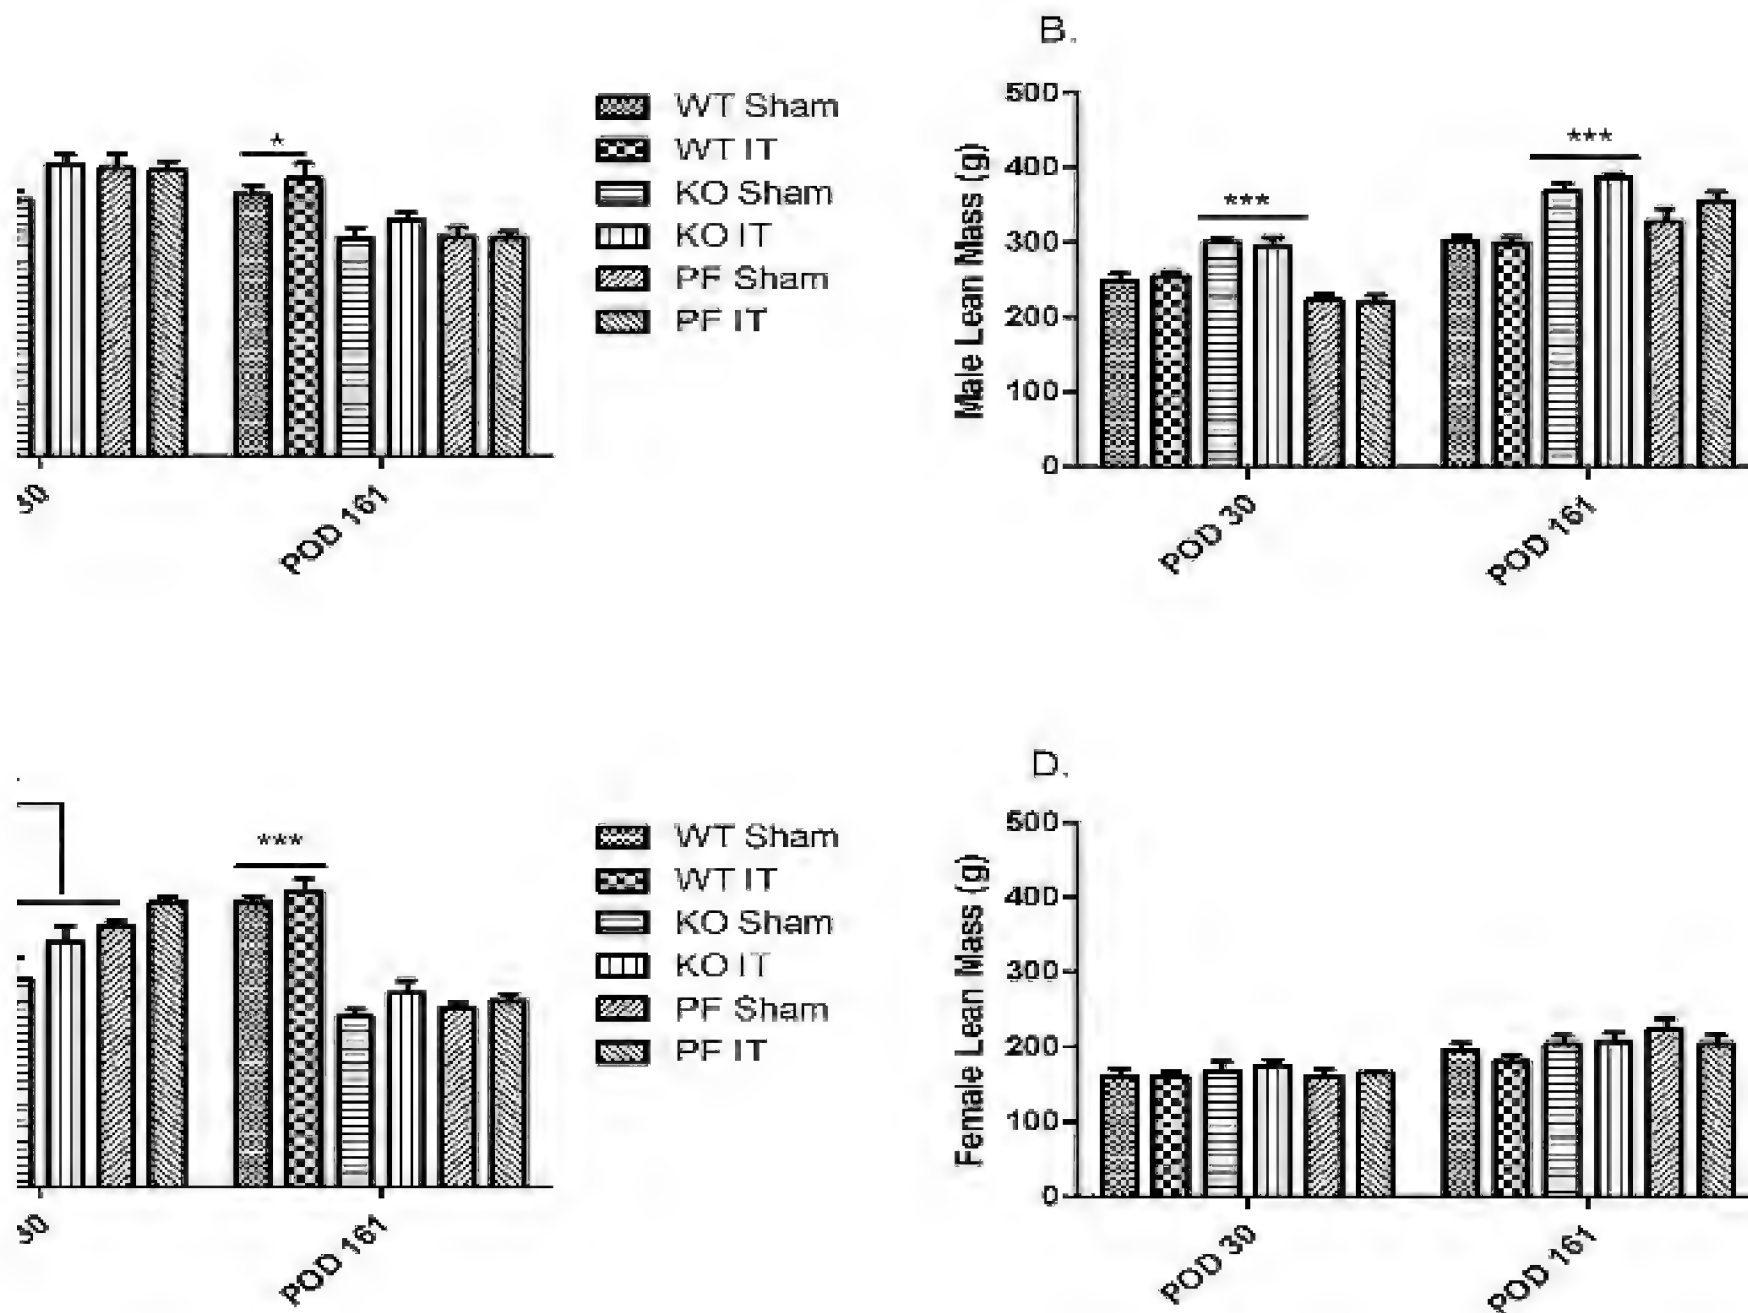 *
30
POD 161
WT Sham
WT IT
KO Sham
KO IT
PF Sham
PF IT
B.
Male Lean Mass (g)
500
400
300
200
100
0
***
***
POD 30
POD 161
***
POD 161
WT Sham
WT IT
KO Sham
KO IT
PF Sham
PF IT
D.
Female Lean Mass (g)
500
400
300
200
100
0
POD 30
POD 161